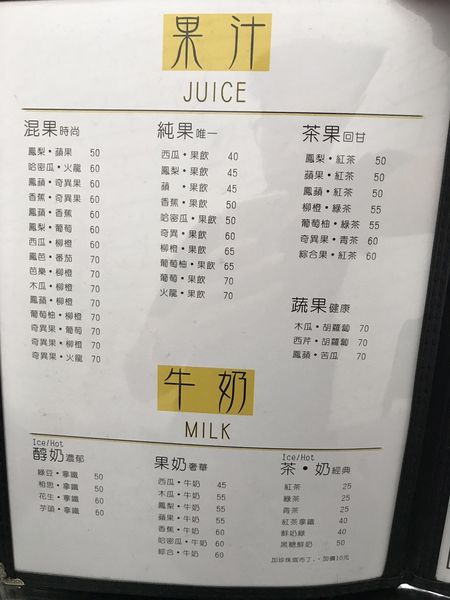 果汁
JUICE
混果時尚
鳳梨•蘋果 50
哈密瓜•火龍 60
鳳蘋•奇異果 60
香蕉•奇異果 60
鳳蘋•香蕉 60
鳳梨•葡萄 60
西瓜•柳橙 60
鳳芭•番茄 70
芭樂•柳橙 70
木瓜•柳橙 70
鳳蘋•柳橙 70
葡萄柚•柳橙 70
奇異果•葡萄 70
奇異果•柳橙 70
奇異果•火龍 70
純果唯一
西瓜•果飲 40
鳳梨•果飲 45
蘋 •果飲 45
香蕉•果飲 50
哈密瓜•果飲 50
奇異•果飲 60
柳橙•果飲 65
葡萄柚•果飲 65
葡萄•果飲 70
火龍•果飲 70
茶果回甘
鳳梨•紅茶 50
蘋果•紅茶 50
鳳蘋•紅茶 50
柳橙•綠茶 55
葡萄柚•綠茶 55
奇異果•青茶 60
綜合果•紅茶 60
蔬果健康
木瓜•胡蘿蔔 70
西芹•胡蘿蔔 70
鳳蘋•苦瓜 70
牛奶
MILK
Ice/Hot
醇奶濃郁
綠豆•拿鐵 50
相思•拿鐵 50
花生•拿鐵 60
芋頭•拿鐵 60
果奶奢華
西瓜•牛奶 45
木瓜•牛奶 55
鳳梨•牛奶 55
蘋果•牛奶 55
香蕉•牛奶 60
哈密瓜•牛奶 60
綜合•牛奶 60
Ice/Hot
茶•奶經典
紅茶 25
綠茶 25
青茶 25
紅茶拿鐵 40
鮮奶綠 40
黑糖鮮奶 50
加珍珠或布丁，加價10元